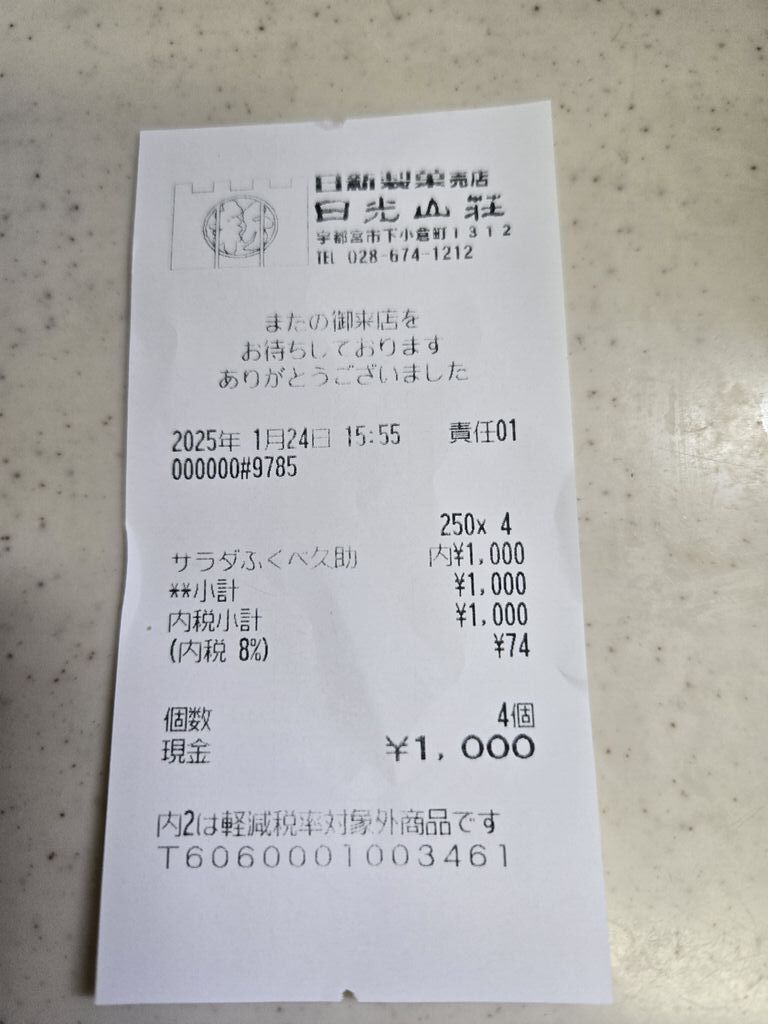 日新製菓売店
日光山荘
宇都宮市下小倉町1312
TEL 028-674-1212
またの御来店を
お待ちしております
ありがとうございました
2025年 1月24日 15:55 責任01
000000#9785
250x 4
サラダふくべ久助 内¥1,000
**小計 ¥1,000
内税小計 ¥1,000
(内税 8%) ¥74
個数 4個
現金 ¥1,000
内2は軽減税率対象外商品です
T6060001003461